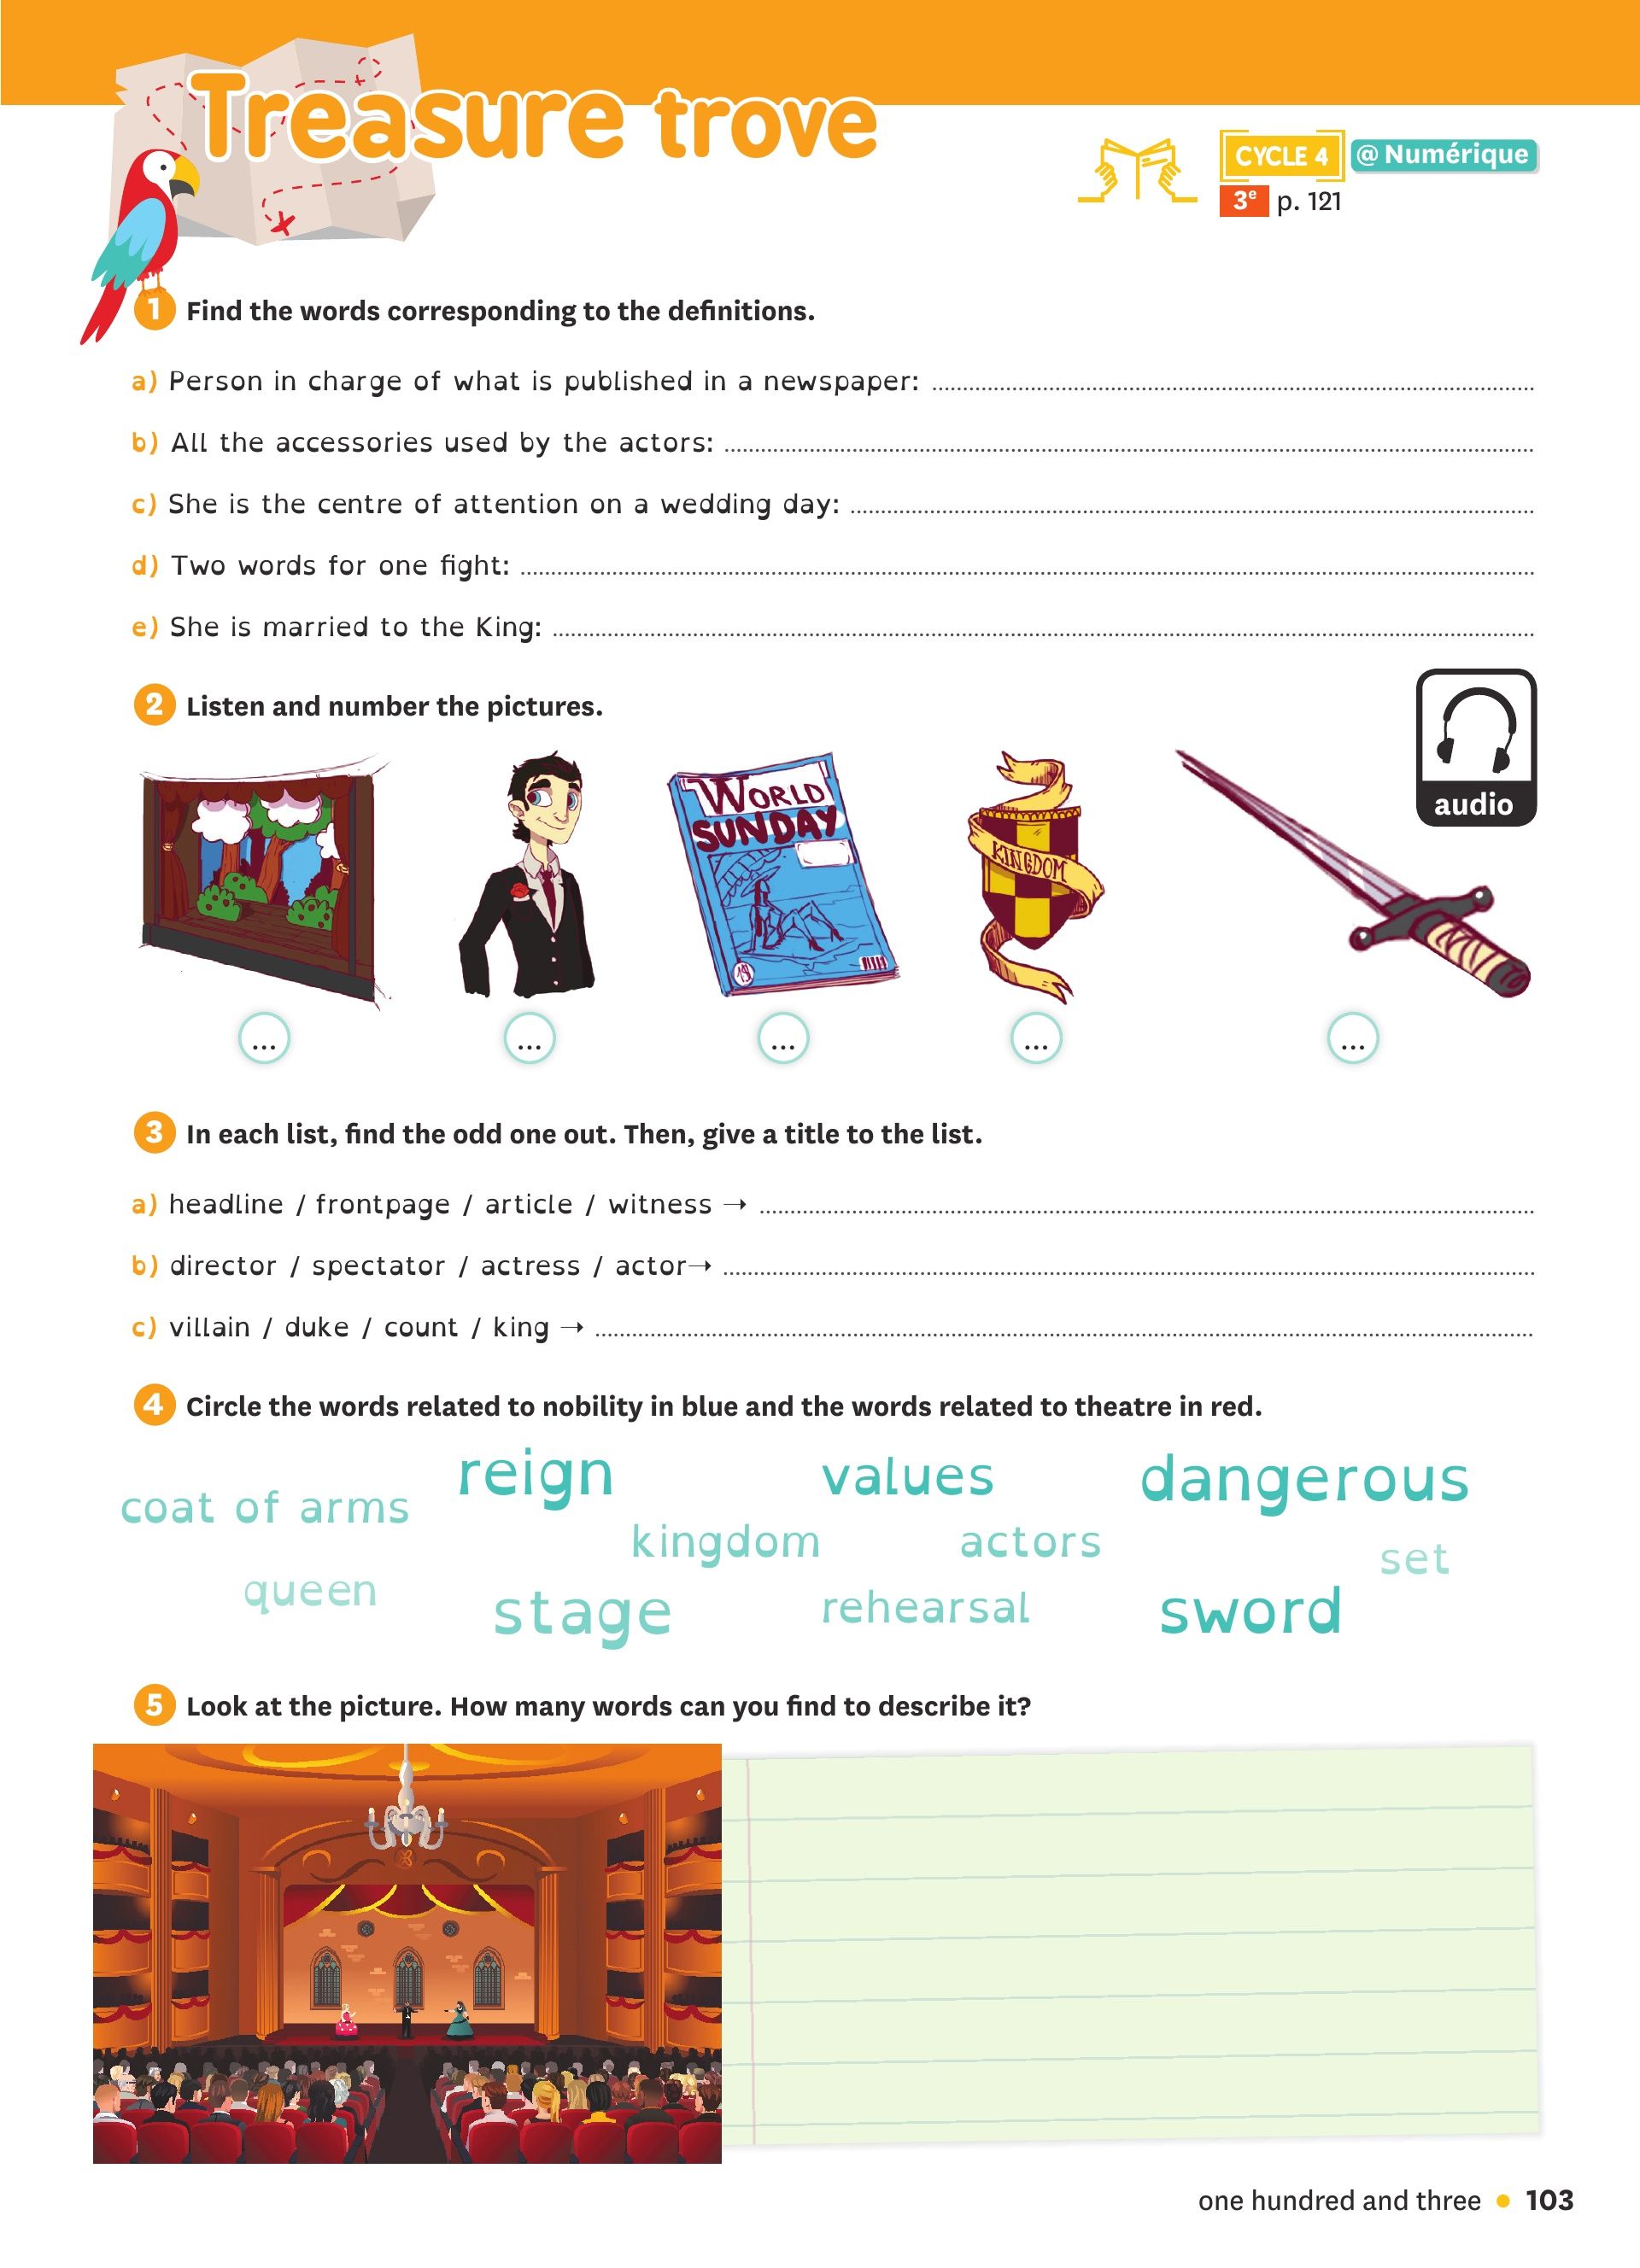 Treasure trove
CYCLE 4 @ Numérique
3e p. 121
1 Find the words corresponding to the definitions.
a) Person in charge of what is published in a newspaper: ........
b) All the accessories used by the actors: ........
c) She is the centre of attention on a wedding day: ........
d) Two words for one fight: ........
e) She is married to the King: ........
2 Listen and number the pictures.
audio
WORLD
SUNDAY
19
KINGDOM
... ... ... ... ...
3 In each list, find the odd one out. Then, give a title to the list.
a) headline / frontpage / article / witness → ........
b) director / spectator / actress / actor→ ........
c) villain / duke / count / king → ........
4 Circle the words related to nobility in blue and the words related to theatre in red.
coat of arms reign values dangerous
kingdom actors set
queen stage rehearsal sword
5 Look at the picture. How many words can you find to describe it?
one hundred and three • 103